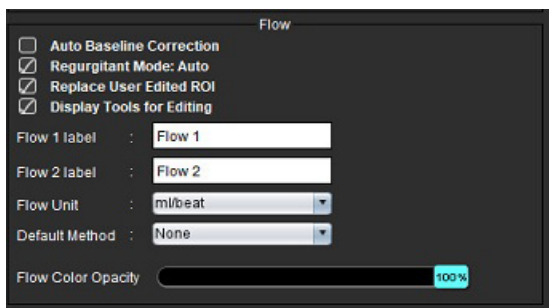 Flow
Auto Baseline Correction
Regurgitant Mode: Auto
Replace User Edited ROI
Display Tools for Editing
Flow 1 label : Flow 1
Flow 2 label : Flow 2
Flow Unit : ml/beat
Default Method : None
Flow Color Opacity 100%